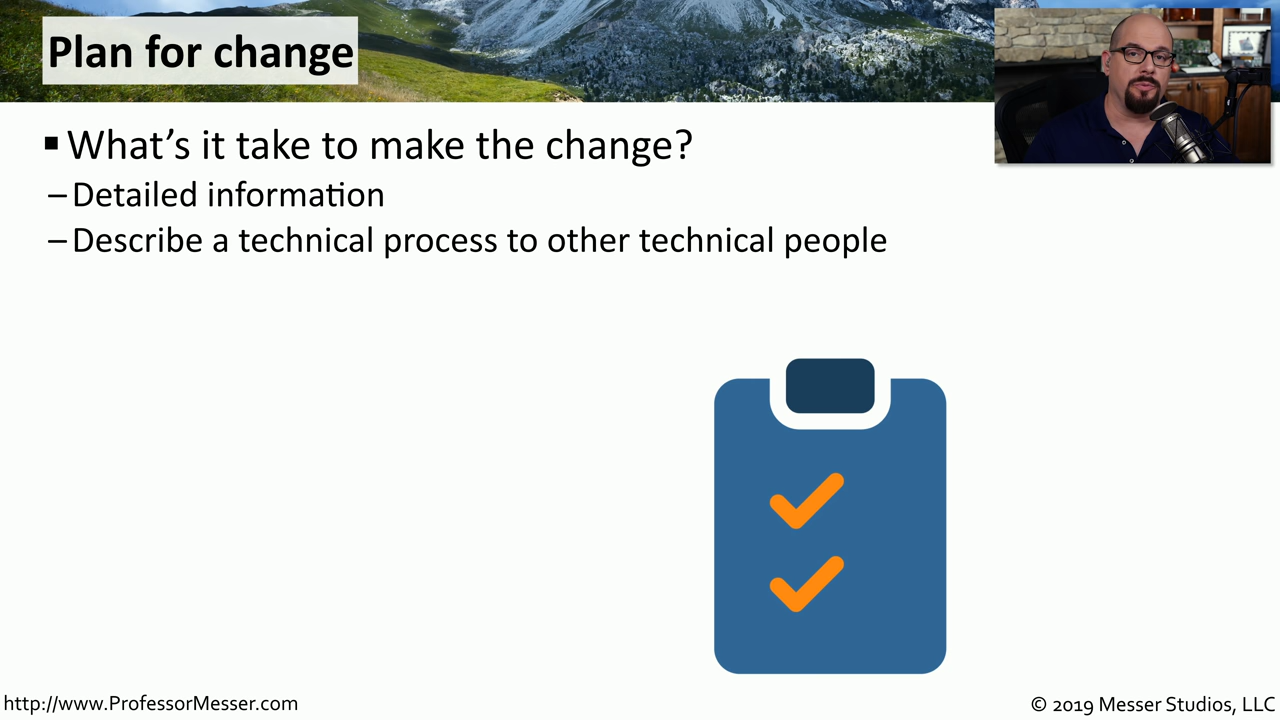 Plan for change
▪ What's it take to make the change?
– Detailed information
– Describe a technical process to other technical people
http://www.ProfessorMesser.com
© 2019 Messer Studios, LLC